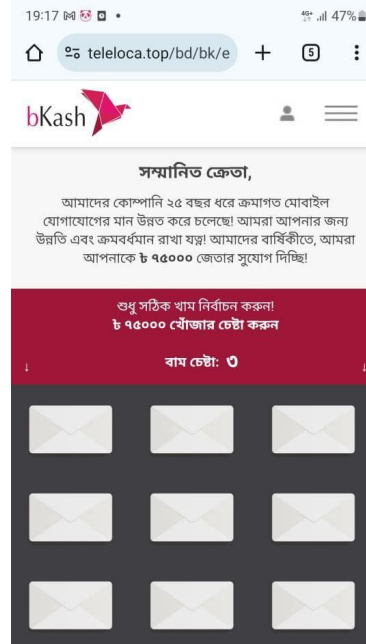 19:17
4G+
47%
teleloca.top/bd/bk/e
5
bKash
সম্মানিত ক্রেতা,
আমাদের কোম্পানি ২৫ বছর ধরে ক্রমাগত মোবাইল
যোগাযোগের মান উন্নত করে চলেছে! আমরা আপনার জন্য
উন্নতি এবং ক্রমবর্ধমান রাখা যত্ন! আমাদের বার্ষিকীতে, আমরা
আপনাকে ৳ ৭৫০০০ জেতার সুযোগ দিচ্ছি!
শুধু সঠিক খাম নির্বাচন করুন!
৳ ৭৫০০০ খোঁজার চেষ্টা করুন
বাম চেষ্টা: ৩